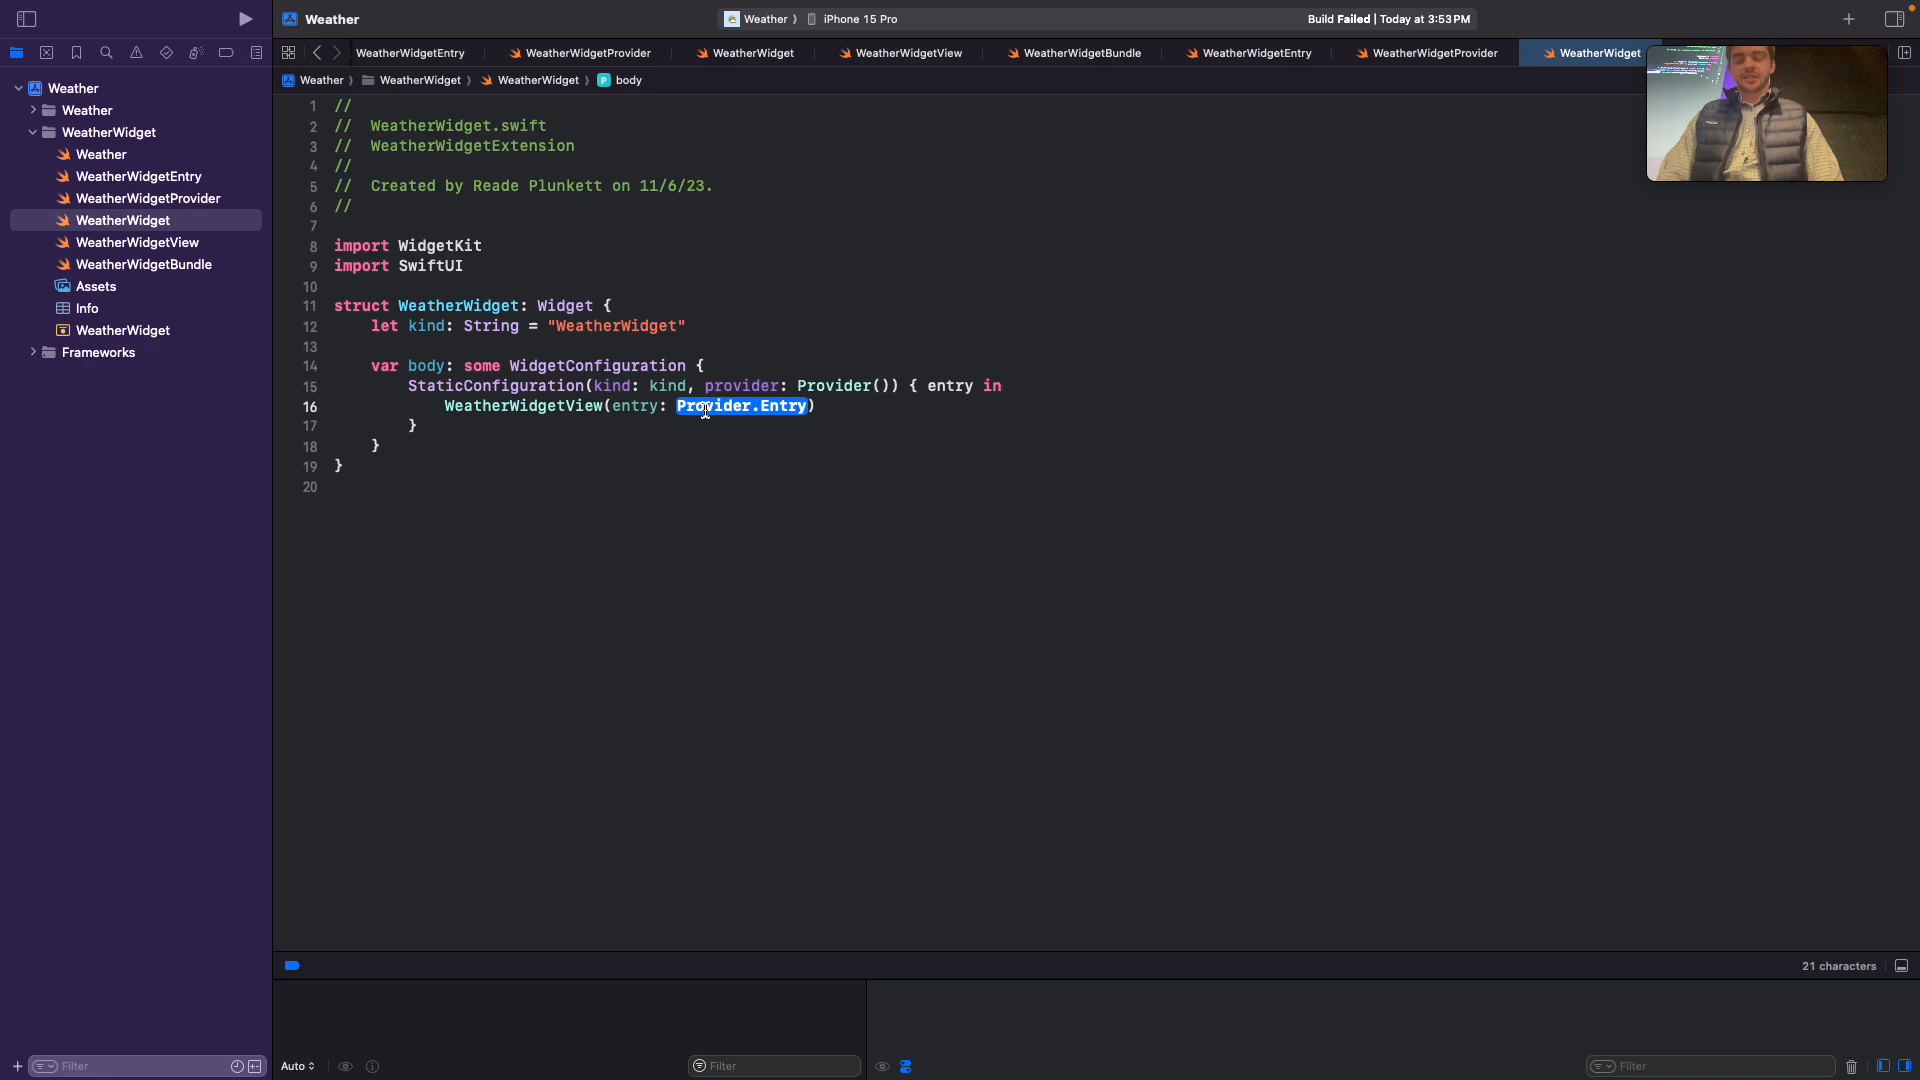 Weather
Weather
iPhone 15 Pro
Build Failed | Today at 3:53 PM
WeatherWidgetEntry
WeatherWidgetProvider
WeatherWidget
WeatherWidgetView
WeatherWidgetBundle
WeatherWidgetEntry
WeatherWidgetProvider
WeatherWidget
Weather
WeatherWidget
WeatherWidget
body
Weather
Weather
WeatherWidget
Weather
WeatherWidgetEntry
WeatherWidgetProvider
WeatherWidget
WeatherWidgetView
WeatherWidgetBundle
Assets
Info
WeatherWidget
Frameworks
1 //
2 // WeatherWidget.swift
3 // WeatherWidgetExtension
4 //
5 // Created by Reade Plunkett on 11/6/23.
6 //
7
8 import WidgetKit
9 import SwiftUI
10
11 struct WeatherWidget: Widget {
12 let kind: String = "WeatherWidget"
13
14 var body: some WidgetConfiguration {
15 StaticConfiguration(kind: kind, provider: Provider()) { entry in
16 WeatherWidgetView(entry: Provider.Entry)
17 }
18 }
19 }
20
21 characters
Filter
Auto
Filter
Filter